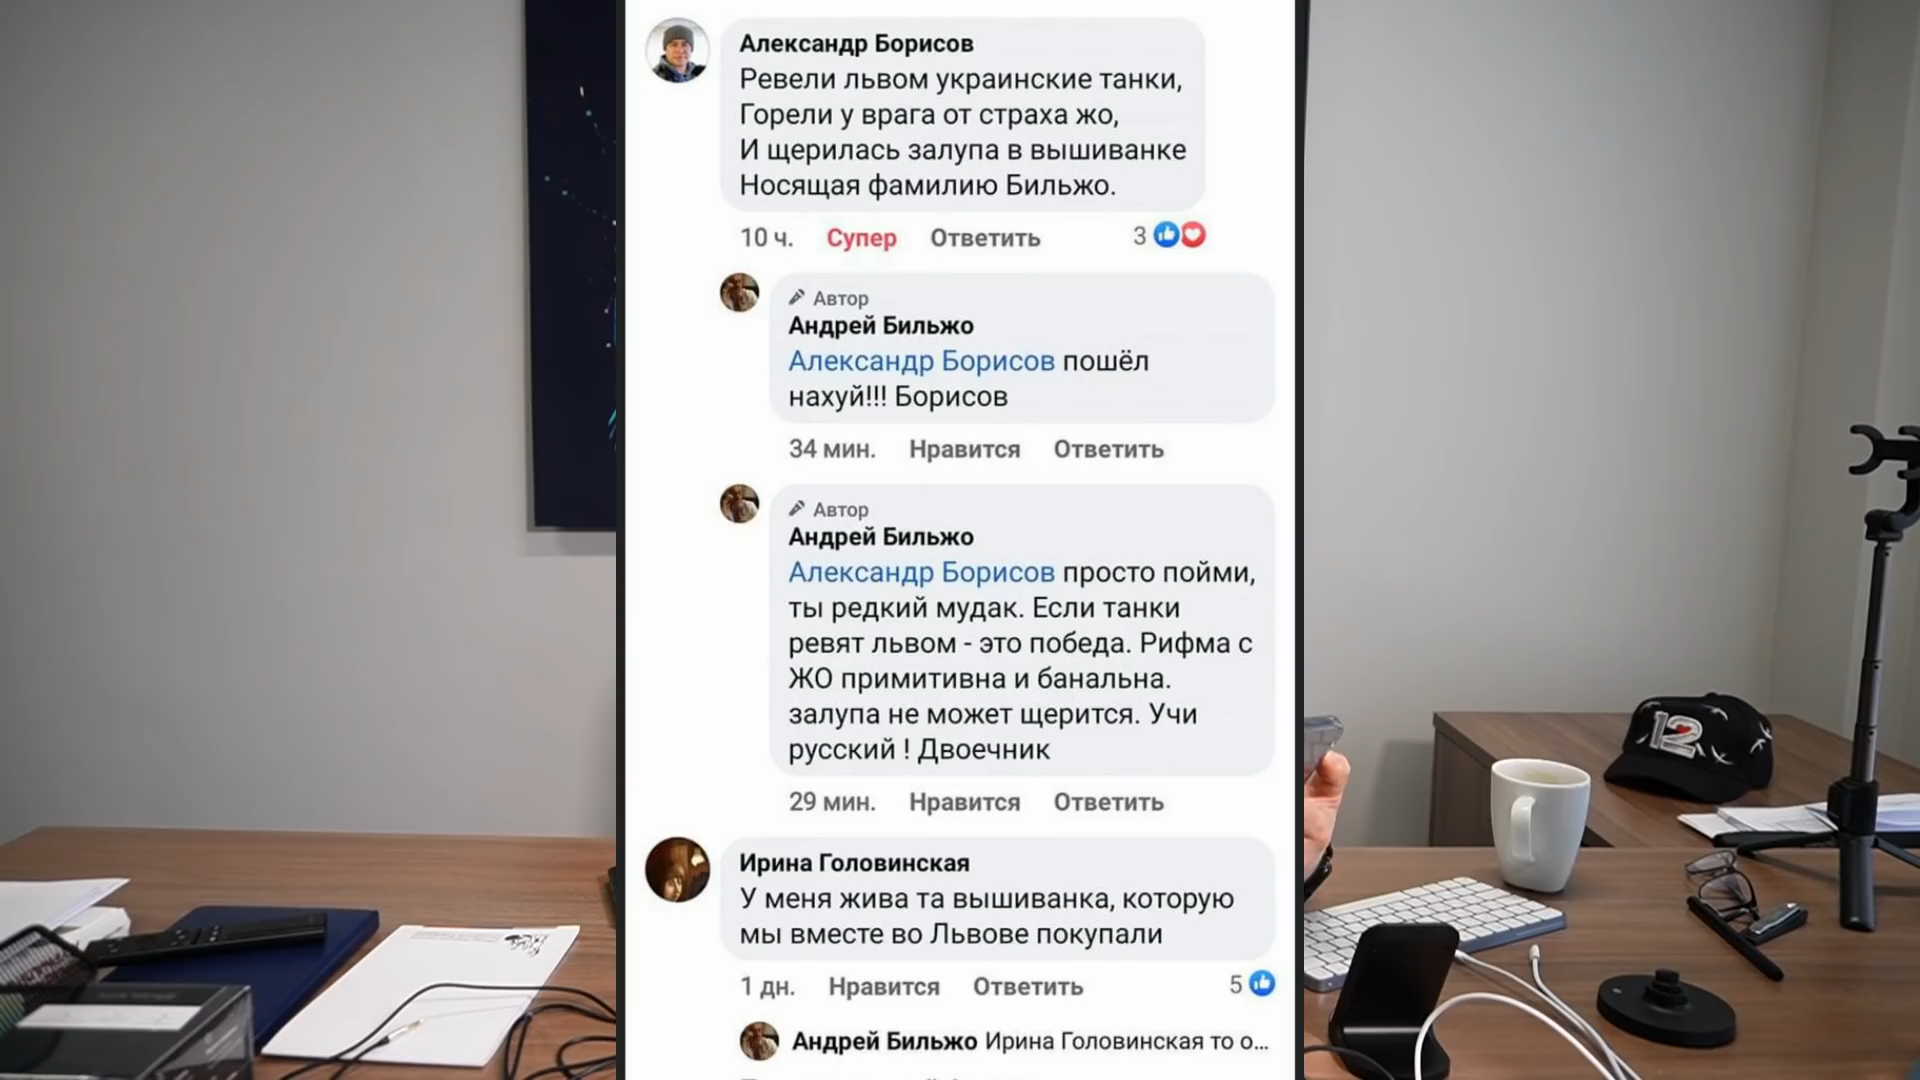 Александр Борисов
Ревели львом украинские танки,
Горели у врага от страха жо,
И щерилась залупа в вышиванке
Носящая фамилию Бильжо.
10 ч. Супер Ответить 3
Автор
Андрей Бильжо
Александр Борисов пошёл
нахуй!!! Борисов
34 мин. Нравится Ответить
Автор
Андрей Бильжо
Александр Борисов просто пойми,
ты редкий мудак. Если танки
ревят львом - это победа. Рифма с
ЖО примитивна и банальна.
залупа не может щерится. Учи
русский ! Двоечник
29 мин. Нравится Ответить
Ирина Головинская
У меня жива та вышиванка, которую
мы вместе во Львове покупали
1 дн. Нравится Ответить 5
Андрей Бильжо Ирина Головинская то о...
12